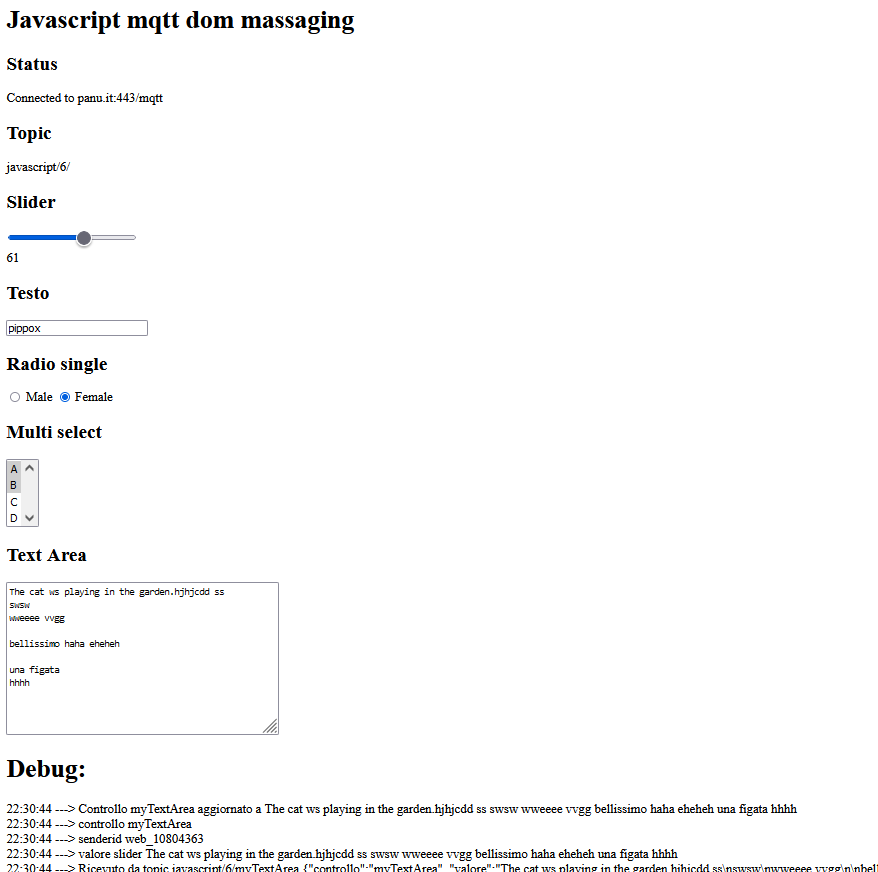 Javascript mqtt dom massaging
Status
Connected to panu.it:443/mqtt
Topic
javascript/6/
Slider
61
Testo
pippox
Radio single
Male Female
Multi select
A
B
C
D
Text Area
The cat ws playing in the garden.hjhjcdd ss
swsw
wweeee vvgg
bellissimo haha eheheh
una figata
hhhh
Debug:
22:30:44 ---> Controllo myTextArea aggiornato a The cat ws playing in the garden.hjhjcdd ss swsw wweeee vvgg bellissimo haha eheheh una figata hhhh
22:30:44 ---> controllo myTextArea
22:30:44 ---> senderid web_10804363
22:30:44 ---> valore slider The cat ws playing in the garden.hjhjcdd ss swsw wweeee vvgg bellissimo haha eheheh una figata hhhh
22:30:44 ---> Ricevuto da topic javascript/6/myTextArea {"controllo":"myTextArea", "valore":"The cat ws playing in the garden.hjhjcdd ss\nswsw\nwweeee vvgg\n\nbell